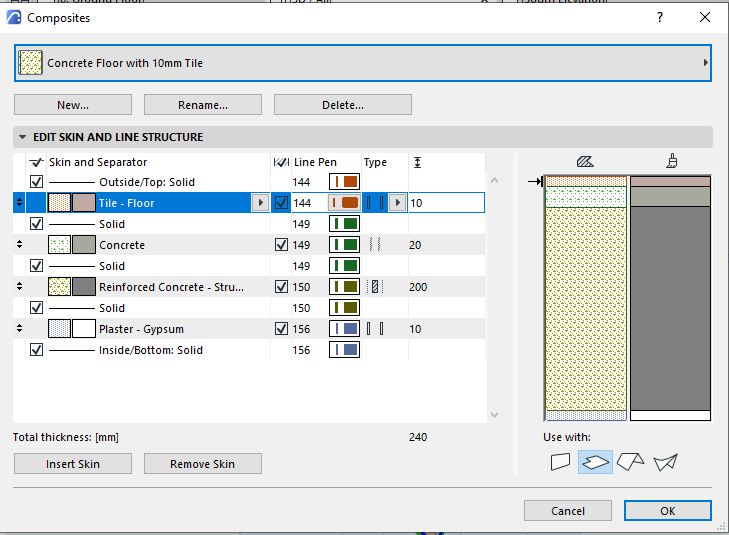 Composites
?
Concrete Floor with 10mm Tile
New... Rename... Delete...
EDIT SKIN AND LINE STRUCTURE
Skin and Separator Line Pen Type
Outside/Top: Solid 144
Tile - Floor 144 10
Solid 149
Concrete 149 20
Solid 149
Reinforced Concrete - Stru... 150 200
Solid 150
Plaster - Gypsum 156 10
Inside/Bottom: Solid 156
Total thickness: [mm] 240
Use with:
Insert Skin Remove Skin
Cancel OK